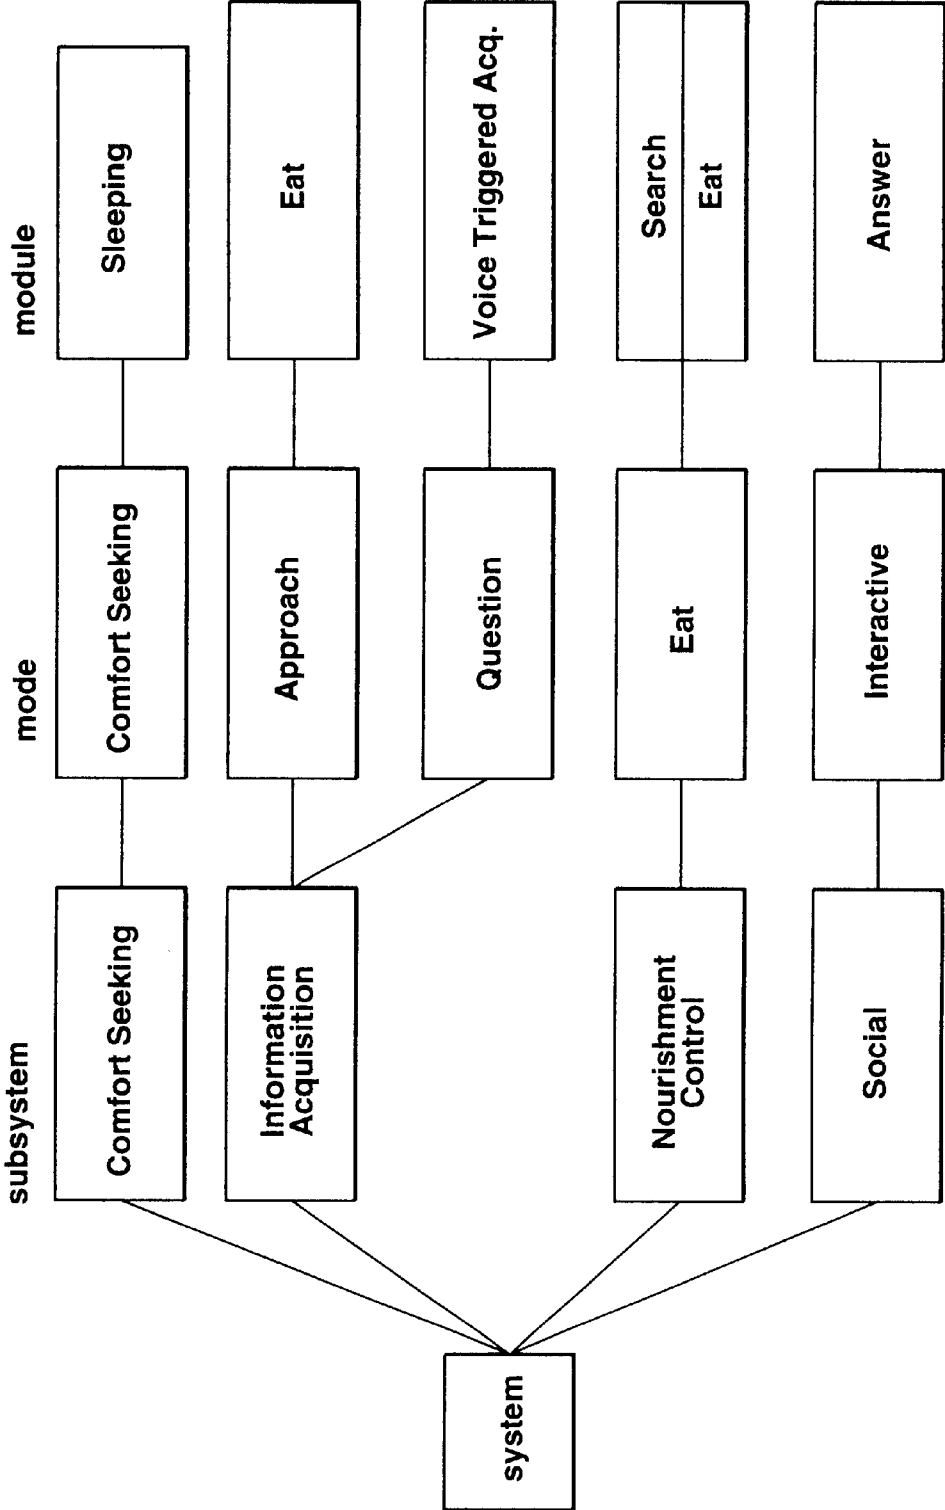 subsystem
mode
module
Comfort Seeking
Comfort Seeking
Sleeping
Information
Acquisition
Approach
Eat
Question
Voice Triggered Acq.
system
Nourishment
Control
Eat
Search
Eat
Social
Interactive
Answer